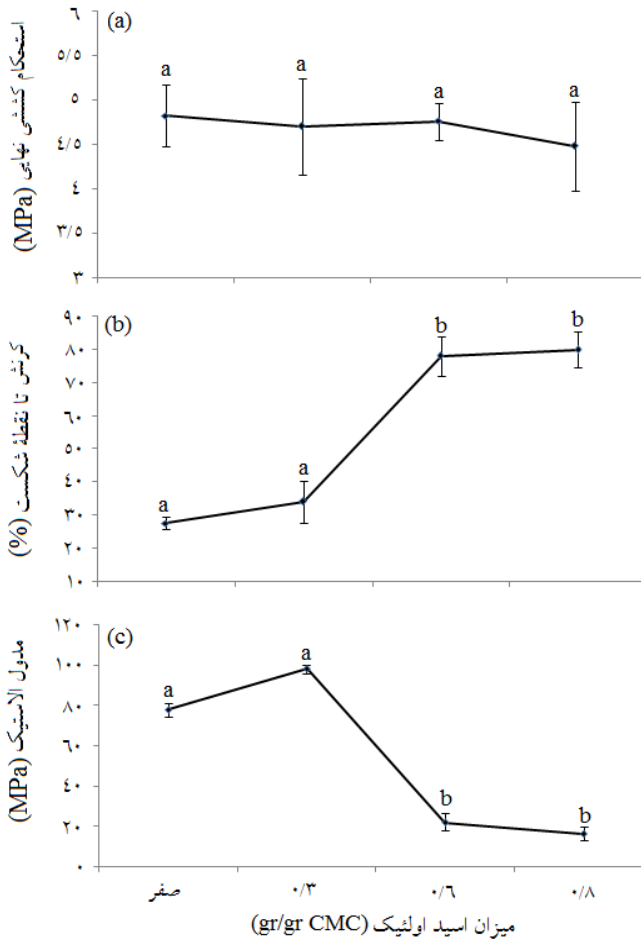 (a)
استحکام کششی نهایی (MPa)
۶
۵/۵
۵
۴/۵
۴
۳/۵
۳
a
a
a
a
(b)
کرنش تا نقطهٔ شکست (%)
۹۰
۸۰
۷۰
۶۰
۵۰
۴۰
۳۰
۲۰
۱۰
a
a
b
b
(c)
مدول الاستیک (MPa)
۱۲۰
۱۰۰
۸۰
۶۰
۴۰
۲۰
۰
a
a
b
b
صفر
۰/۳
۰/۶
۰/۸
میزان اسید اولئیک (gr/gr CMC)